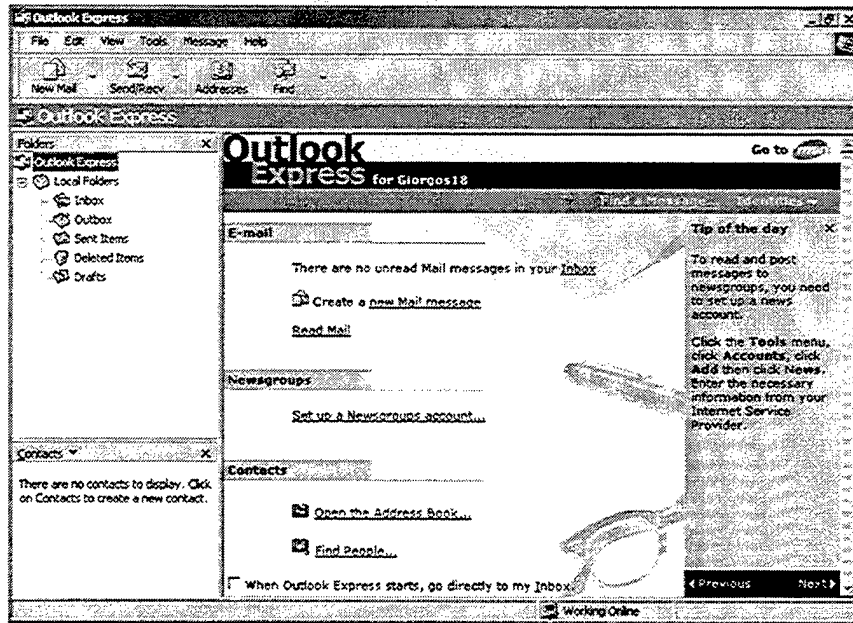 Outlook Express
File Edit View Tools Message Help
New Mail Send/Recv Addresses Find
Outlook Express
Folders
Outlook Express
Local Folders
Inbox
Outbox
Sent Items
Deleted Items
Drafts
Contacts
There are no contacts to display. Click
on Contacts to create a new contact.
Outlook
Express for Giorgos18
Go to
Find a Message... Identities
E-mail
There are no unread Mail messages in your Inbox
Create a new Mail message
Read Mail
Newsgroups
Set up a Newsgroups account...
Contacts
Open the Address Book...
Find People...
When Outlook Express starts, go directly to my Inbox.
Tip of the day
To read and post
messages to
newsgroups, you need
to set up a news
account.
Click the Tools menu,
click Accounts, click
Add then click News.
Enter the necessary
information from your
Internet Service
Provider.
Previous Next
Working Online